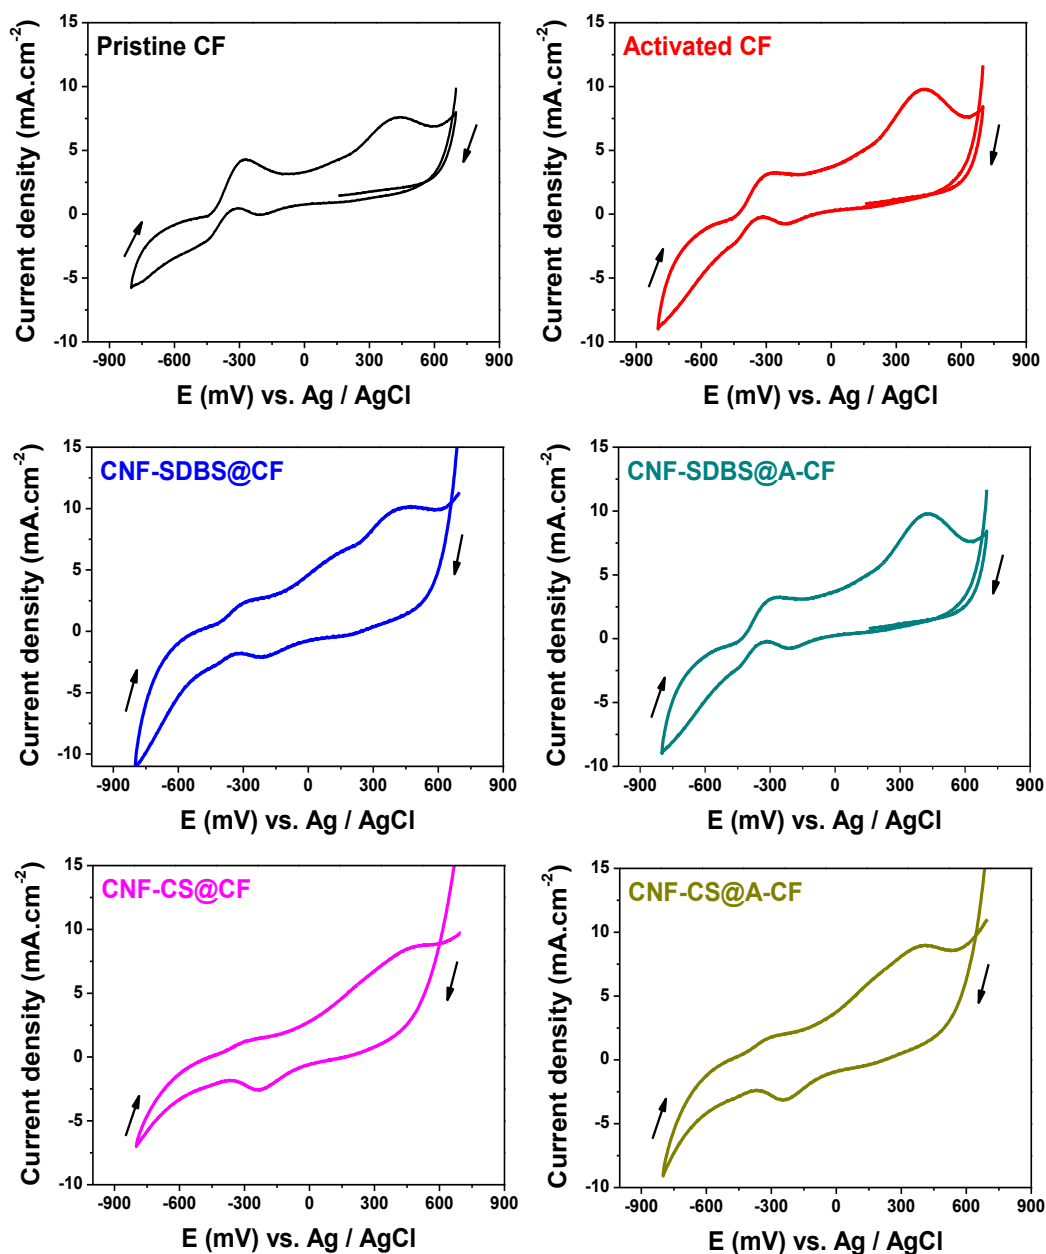 Pristine CF
Current density (mA.cm-2)
15
10
5
0
-5
-10
-900 -600 -300 0 300 600 900
E (mV) vs. Ag / AgCl
Activated CF
Current density (mA.cm-2)
15
10
5
0
-5
-10
-900 -600 -300 0 300 600 900
E (mV) vs. Ag / AgCl
CNF-SDBS@CF
Current density (mA.cm-2)
15
10
5
0
-5
-10
-900 -600 -300 0 300 600 900
E (mV) vs. Ag / AgCl
CNF-SDBS@A-CF
Current density (mA.cm-2)
15
10
5
0
-5
-10
-900 -600 -300 0 300 600 900
E (mV) vs. Ag / AgCl
CNF-CS@CF
Current density (mA.cm-2)
15
10
5
0
-5
-10
-900 -600 -300 0 300 600 900
E (mV) vs. Ag / AgCl
CNF-CS@A-CF
Current density (mA.cm-2)
15
10
5
0
-5
-10
-900 -600 -300 0 300 600 900
E (mV) vs. Ag / AgCl